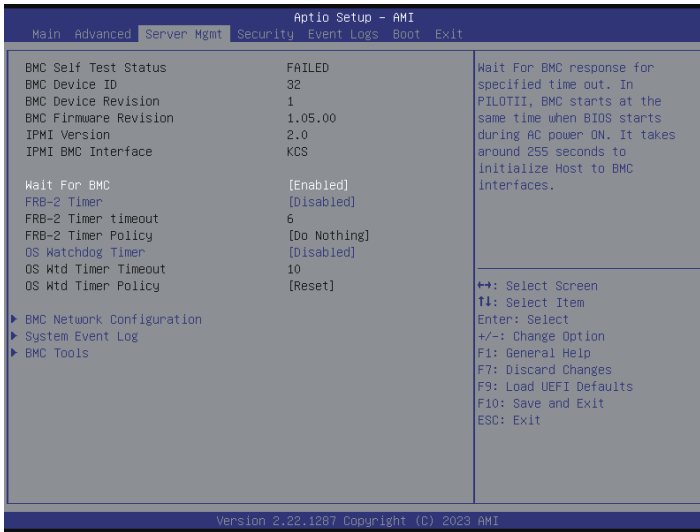 Aptio Setup – AMI
Main Advanced Server Mgmt Security Event Logs Boot Exit
BMC Self Test Status FAILED
BMC Device ID 32
BMC Device Revision 1
BMC Firmware Revision 1.05.00
IPMI Version 2.0
IPMI BMC Interface KCS
Wait For BMC [Enabled]
FRB-2 Timer [Disabled]
FRB-2 Timer timeout 6
FRB-2 Timer Policy [Do Nothing]
OS Watchdog Timer [Disabled]
OS Wtd Timer Timeout 10
OS Wtd Timer Policy [Reset]
BMC Network Configuration
System Event Log
BMC Tools
Wait For BMC response for
specified time out. In
PILOTII, BMC starts at the
same time when BIOS starts
during AC power ON. It takes
around 255 seconds to
initialize Host to BMC
interfaces.
↔: Select Screen
↑↓: Select Item
Enter: Select
+/-: Change Option
F1: General Help
F7: Discard Changes
F9: Load UEFI Defaults
F10: Save and Exit
ESC: Exit
Version 2.22.1287 Copyright (C) 2023 AMI